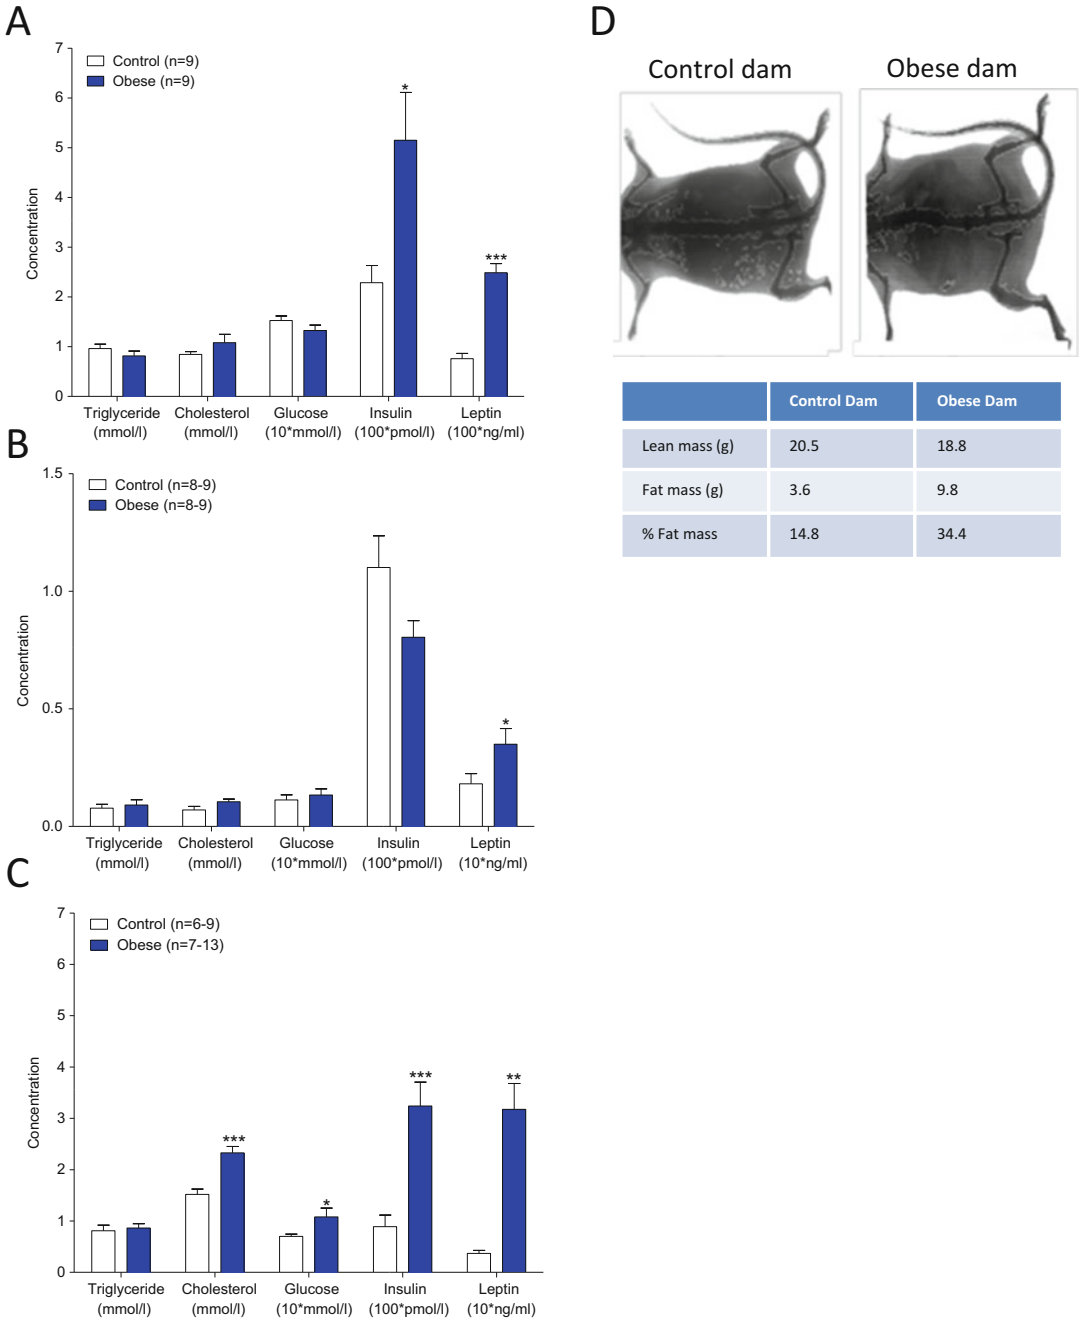 A
7
6
5
4
3
2
1
0
Concentration
Control (n=9)
Obese (n=9)
*
***
Triglyceride Cholesterol Glucose Insulin Leptin
(mmol/l) (mmol/l) (10*mmol/l) (100*pmol/l) (100*ng/ml)
B
1.5
1.0
0.5
0.0
Concentration
Control (n=8-9)
Obese (n=8-9)
*
Triglyceride Cholesterol Glucose Insulin Leptin
(mmol/l) (mmol/l) (10*mmol/l) (100*pmol/l) (10*ng/ml)
C
7
6
5
4
3
2
1
0
Concentration
Control (n=6-9)
Obese (n=7-13)
***
*
***
**
Triglyceride Cholesterol Glucose Insulin Leptin
(mmol/l) (mmol/l) (10*mmol/l) (100*pmol/l) (10*ng/ml)
D
Control dam Obese dam
Control Dam Obese Dam
Lean mass (g) 20.5 18.8
Fat mass (g) 3.6 9.8
% Fat mass 14.8 34.4